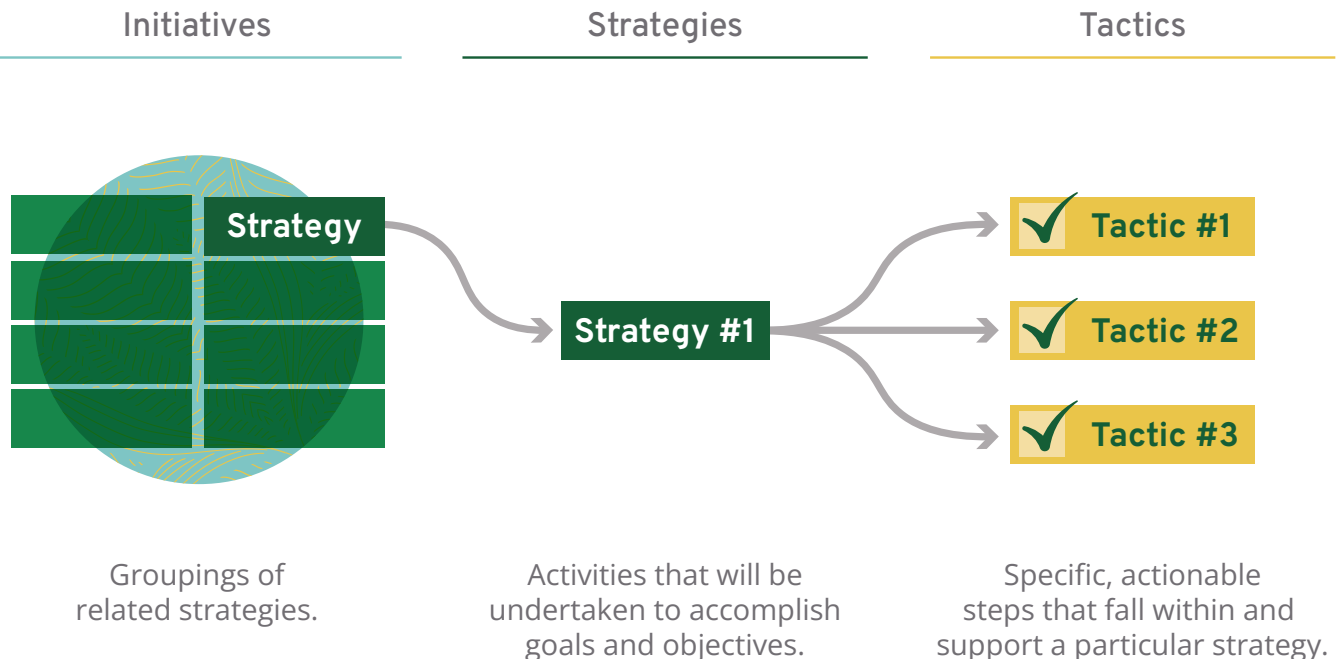 Initiatives
Strategies
Tactics
Strategy
Strategy #1
Tactic #1
Tactic #2
Tactic #3
Groupings of
related strategies.
Activities that will be
undertaken to accomplish
goals and objectives.
Specific, actionable
steps that fall within and
support a particular strategy.